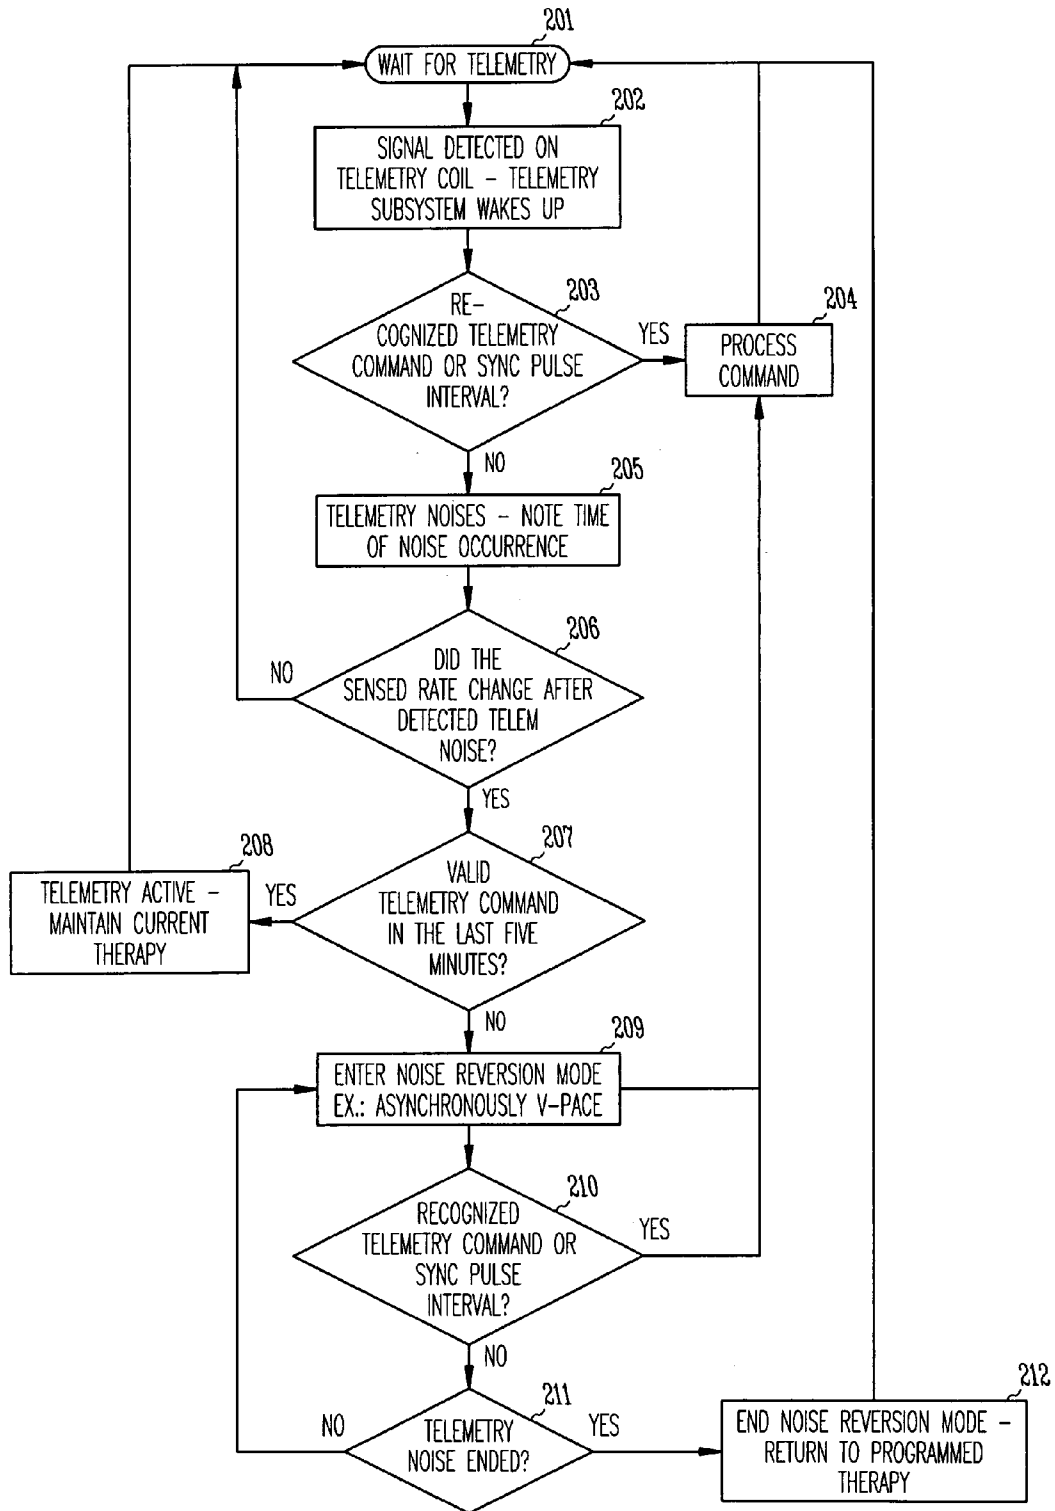 201
WAIT FOR TELEMETRY
202
SIGNAL DETECTED ON
TELEMETRY COIL – TELEMETRY
SUBSYSTEM WAKES UP
203
RE-
COGNIZED TELEMETRY
COMMAND OR SYNC PULSE
INTERVAL?
YES
204
PROCESS
COMMAND
NO
205
TELEMETRY NOISES – NOTE TIME
OF NOISE OCCURRENCE
206
DID THE
SENSED RATE CHANGE AFTER
DETECTED TELEM
NOISE?
NO
YES
207
VALID
TELEMETRY COMMAND
IN THE LAST FIVE
MINUTES?
YES
208
TELEMETRY ACTIVE –
MAINTAIN CURRENT
THERAPY
NO
209
ENTER NOISE REVERSION MODE
EX.: ASYNCHRONOUSLY V-PACE
210
RECOGNIZED
TELEMETRY COMMAND OR
SYNC PULSE
INTERVAL?
YES
NO
211
TELEMETRY
NOISE ENDED?
NO
YES
212
END NOISE REVERSION MODE –
RETURN TO PROGRAMMED
THERAPY